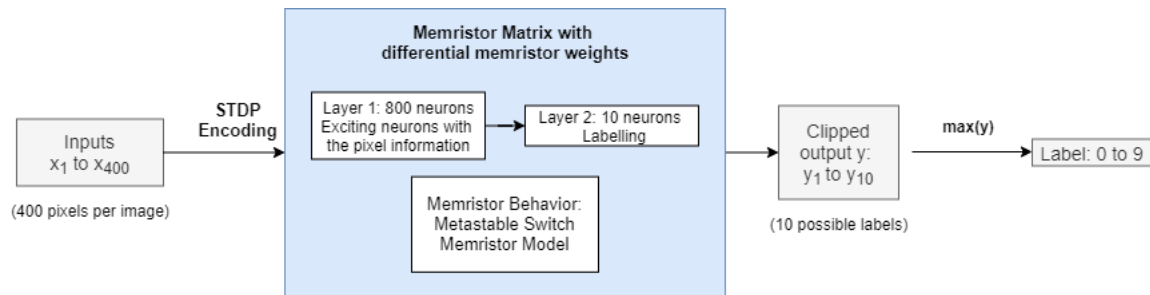 Inputs
x1 to x400
(400 pixels per image)
STDP
Encoding
Memristor Matrix with
differential memristor weights
Layer 1: 800 neurons
Exciting neurons with
the pixel information
Layer 2: 10 neurons
Labelling
Memristor Behavior:
Metastable Switch
Memristor Model
Clipped
output y:
y1 to y10
(10 possible labels)
max(y)
Label: 0 to 9